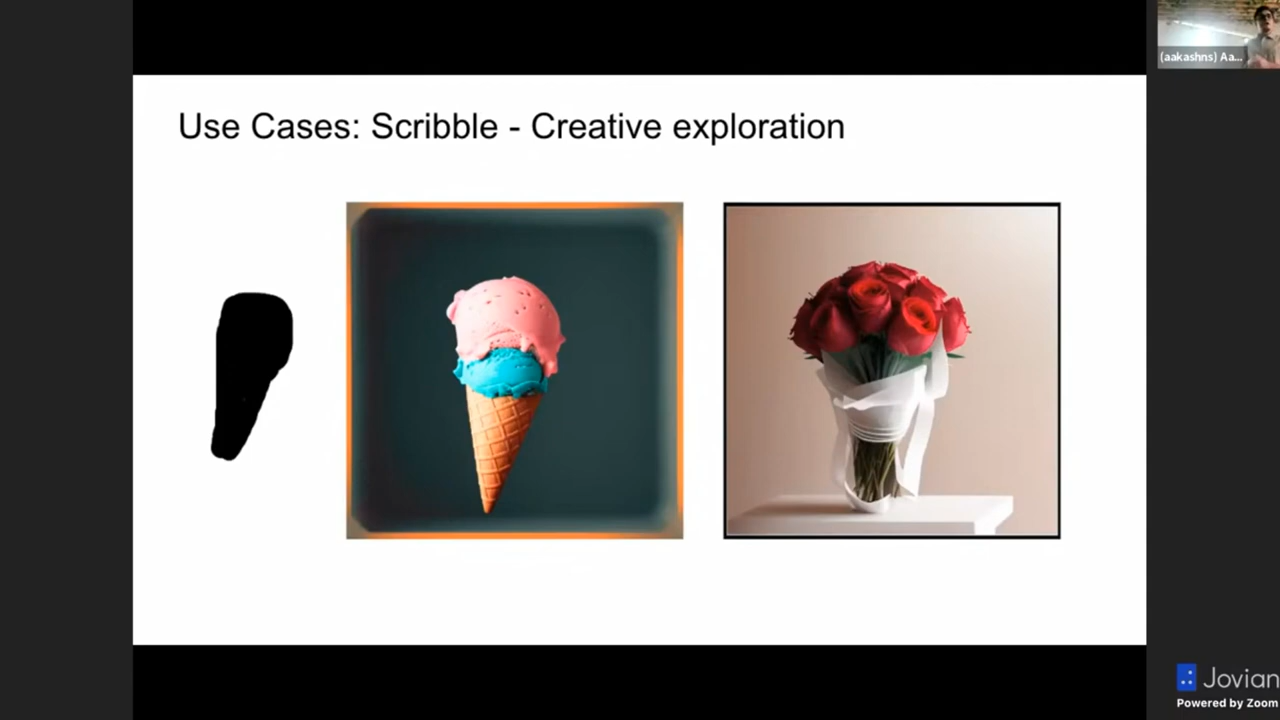 Use Cases: Scribble - Creative exploration
(aakashns) Aa...
Jovian
Powered by Zoom